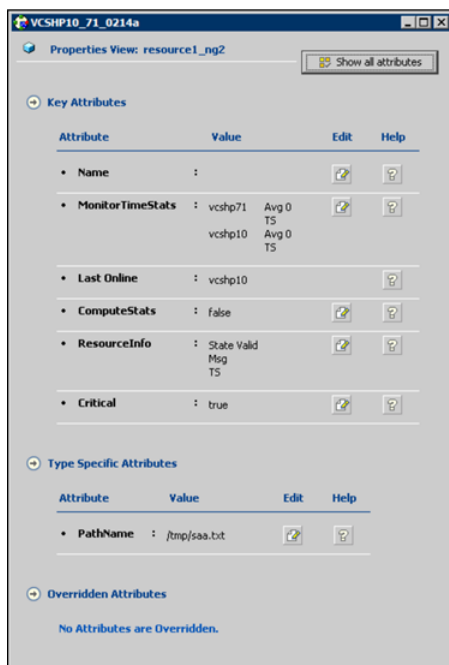 VCSHP10_71_0214a
Properties View: resource1_ng2
Show all attributes
Key Attributes
Attribute Value Edit Help
• Name :
• MonitorTimeStats : vcshp71 Avg 0
TS
vcshp10 Avg 0
TS
• Last Online : vcshp10
• ComputeStats : false
• ResourceInfo : State Valid
Msg
TS
• Critical : true
Type Specific Attributes
Attribute Value Edit Help
• PathName : /tmp/saa.txt
Overridden Attributes
No Attributes are Overridden.